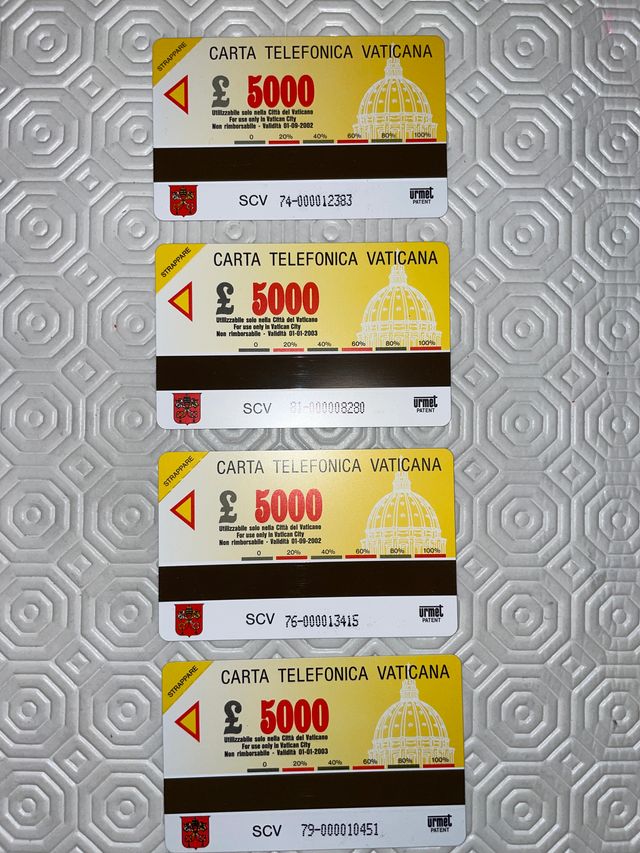 STRAPPARE
CARTA TELEFONICA VATICANA
£ 5000
Utilizzabile solo nella Città del Vaticano
For use only in Vatican City
Non rimborsabile - Validità 01-09-2002
0 20% 40% 60% 80% 100%
SCV 74-000012383
urmet
PATENT
STRAPPARE
CARTA TELEFONICA VATICANA
£ 5000
Utilizzabile solo nella Città del Vaticano
For use only in Vatican City
Non rimborsabile - Validità 01-01-2003
0 20% 40% 60% 80% 100%
SCV 81-000008280
urmet
PATENT
STRAPPARE
CARTA TELEFONICA VATICANA
£ 5000
Utilizzabile solo nella Città del Vaticano
For use only in Vatican City
Non rimborsabile - Validità 01-09-2002
0 20% 40% 60% 80% 100%
SCV 76-000013415
urmet
PATENT
STRAPPARE
CARTA TELEFONICA VATICANA
£ 5000
Utilizzabile solo nella Città del Vaticano
For use only in Vatican City
Non rimborsabile - Validità 01-01-2003
0 20% 40% 60% 80% 100%
SCV 79-000010451
urmet
PATENT